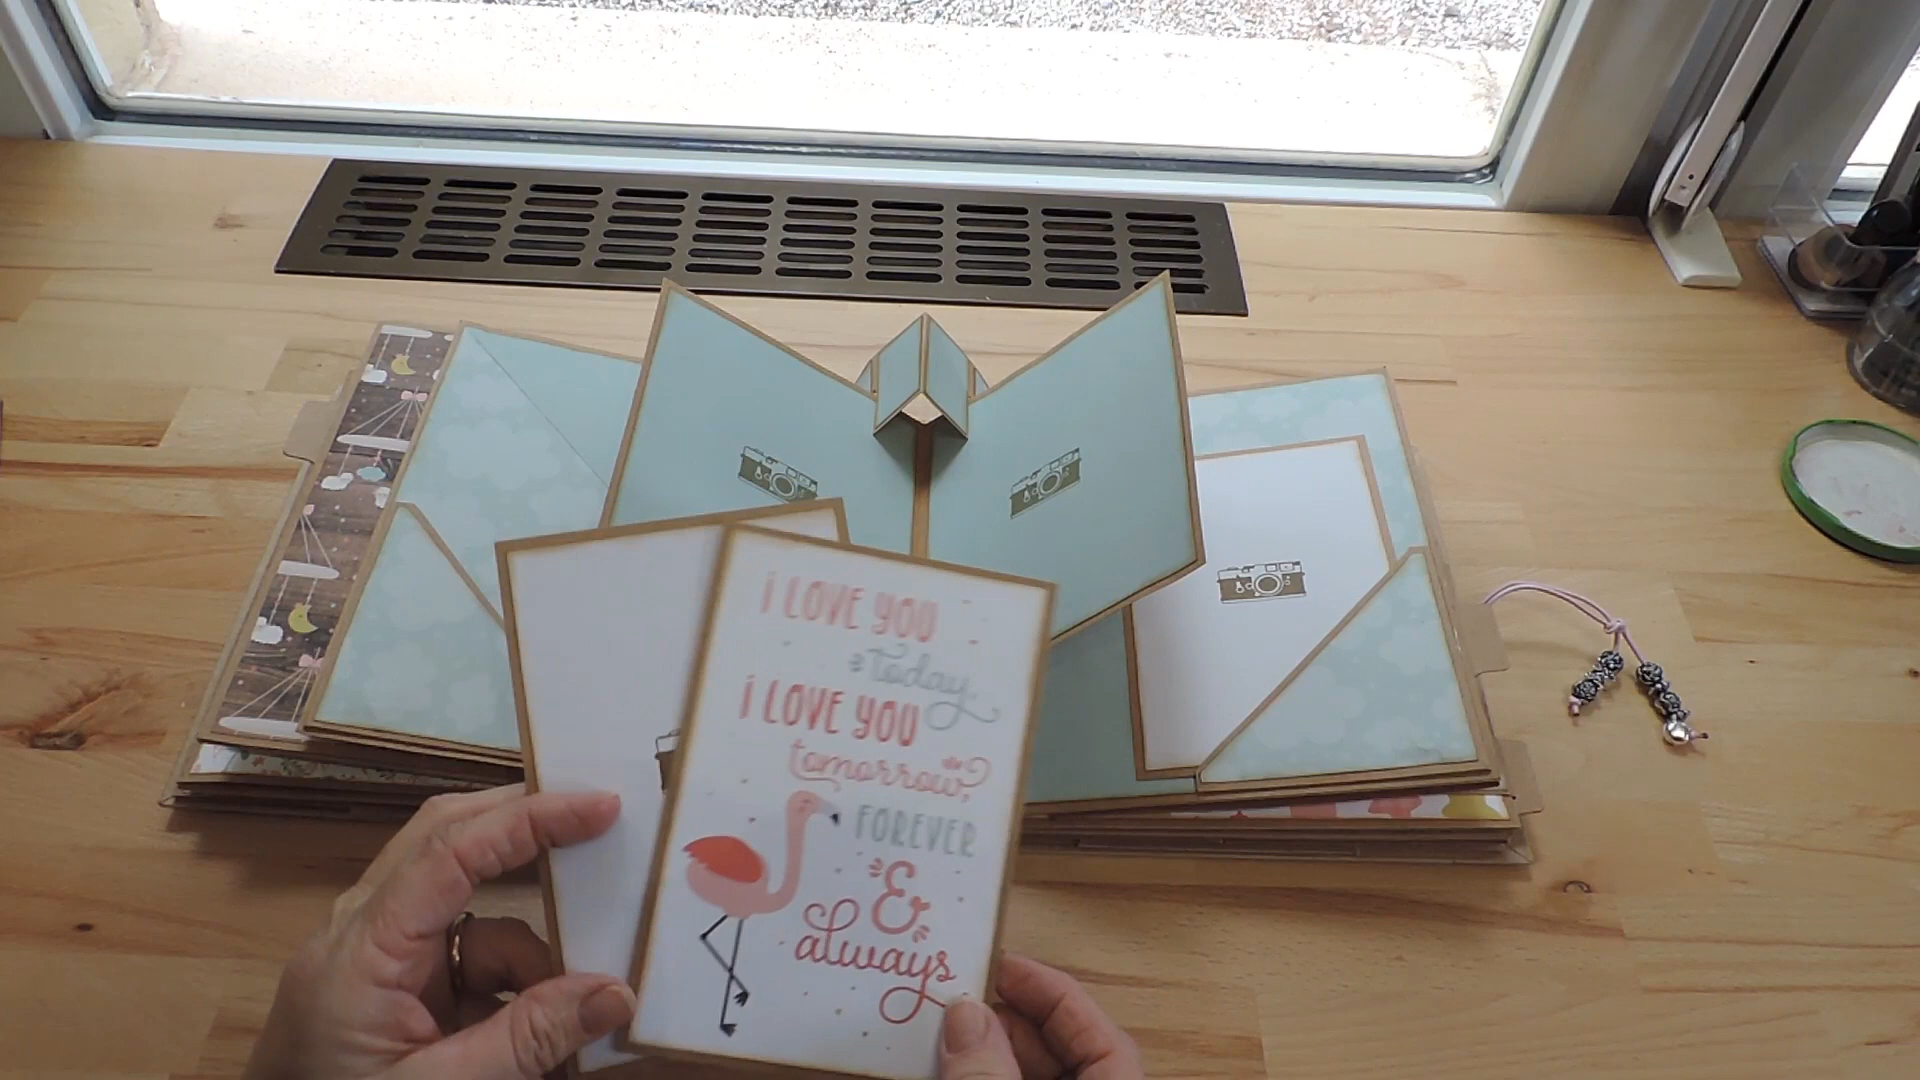 i LOVE YOU
today,
i LOVE YOU
tomorrow,
FOREVER
&
always